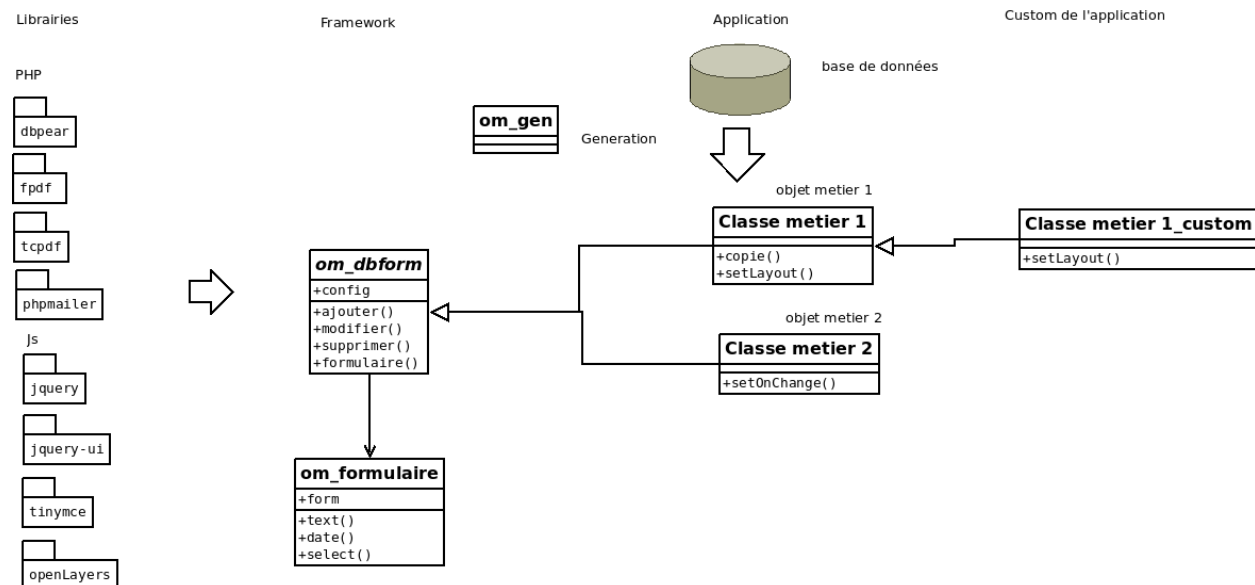 Librairies
Framework
Application
Custom de l'application
base de données
PHP
dbpear
fpdf
tcpdf
phpmailer
Js
jquery
jquery-ui
tinymce
openLayers
om_gen
Generation
om_dbform
+config
+ajouter()
+modifier()
+supprimer()
+formulaire()
om_formulaire
+form
+text()
+date()
+select()
objet metier 1
Classe metier 1
+copie()
+setLayout()
objet metier 2
Classe metier 2
+setOnChange()
Classe metier 1_custom
+setLayout()